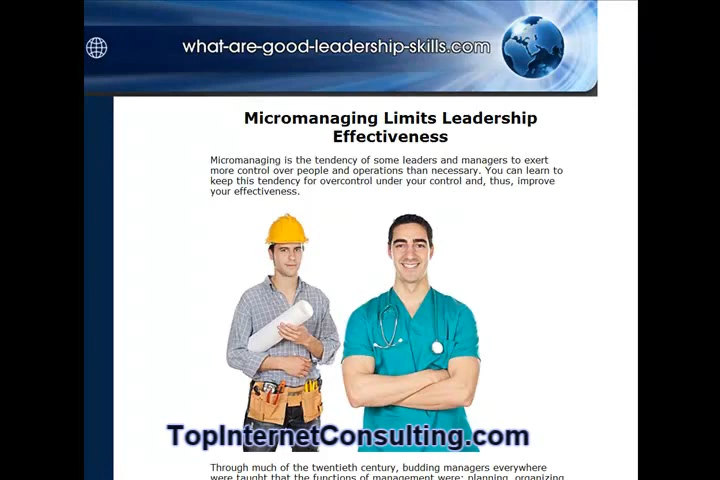 what-are-good-leadership-skills.com
Micromanaging Limits Leadership
Effectiveness
Micromanaging is the tendency of some leaders and managers to exert
more control over people and operations than necessary. You can learn to
keep this tendency for overcontrol under your control and, thus, improve
your effectiveness.
TopInternetConsulting.com
Through much of the twentieth century, budding managers everywhere
were taught that the functions of management were: planning, organizing